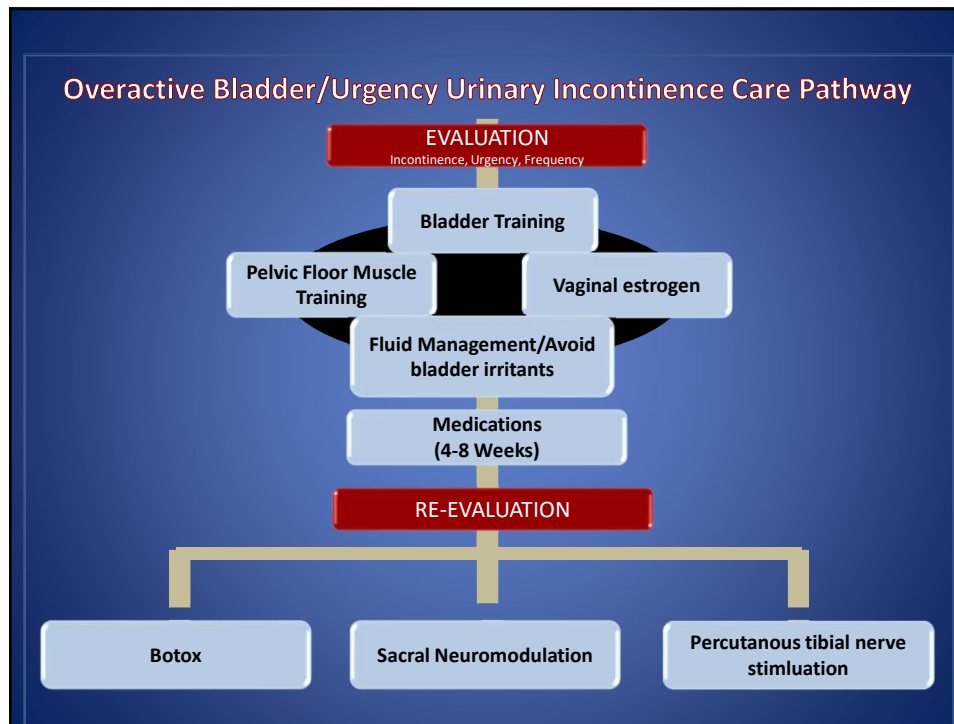 Overactive Bladder/Urgency Urinary Incontinence Care Pathway
EVALUATION
Incontinence, Urgency, Frequency
Bladder Training
Pelvic Floor Muscle
Training
Vaginal estrogen
Fluid Management/Avoid
bladder irritants
Medications
(4-8 Weeks)
RE-EVALUATION
Botox
Sacral Neuromodulation
Percutanous tibial nerve
stimluation